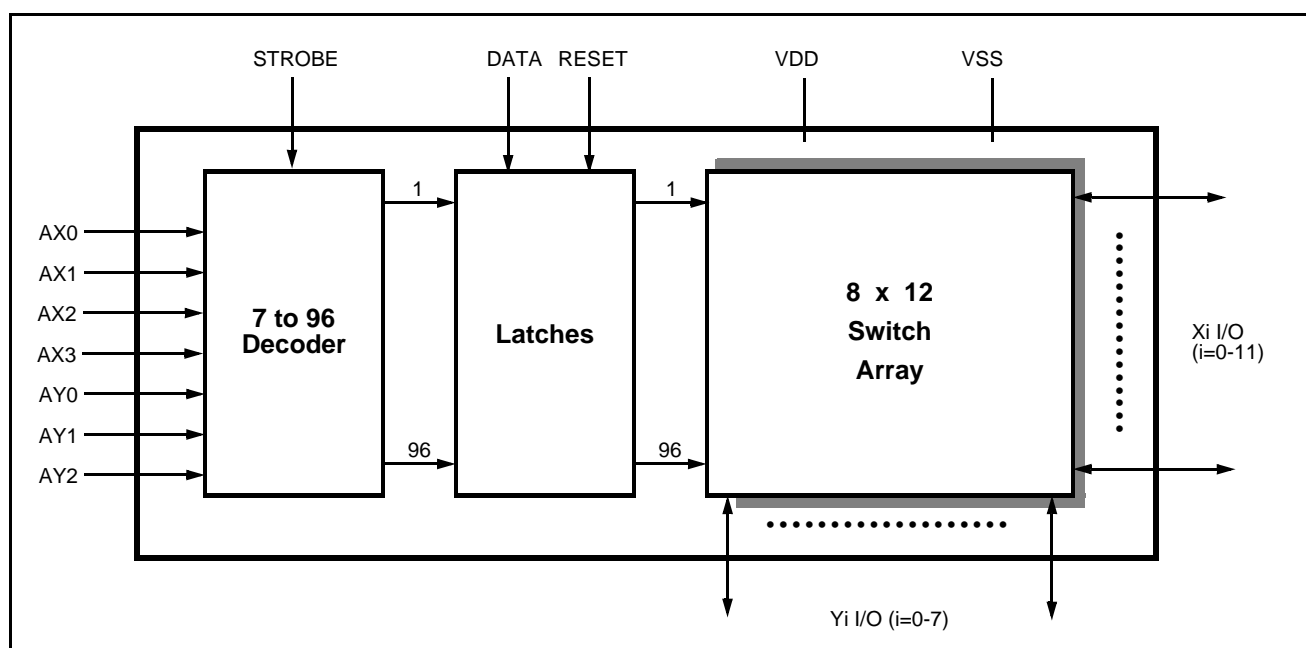 STROBE
DATA
RESET
VDD
VSS
AX0
AX1
AX2
AX3
AY0
AY1
AY2
7 to 96
Decoder
1
96
Latches
1
96
8 x 12
Switch
Array
Xi I/O
(i=0-11)
Yi I/O (i=0-7)